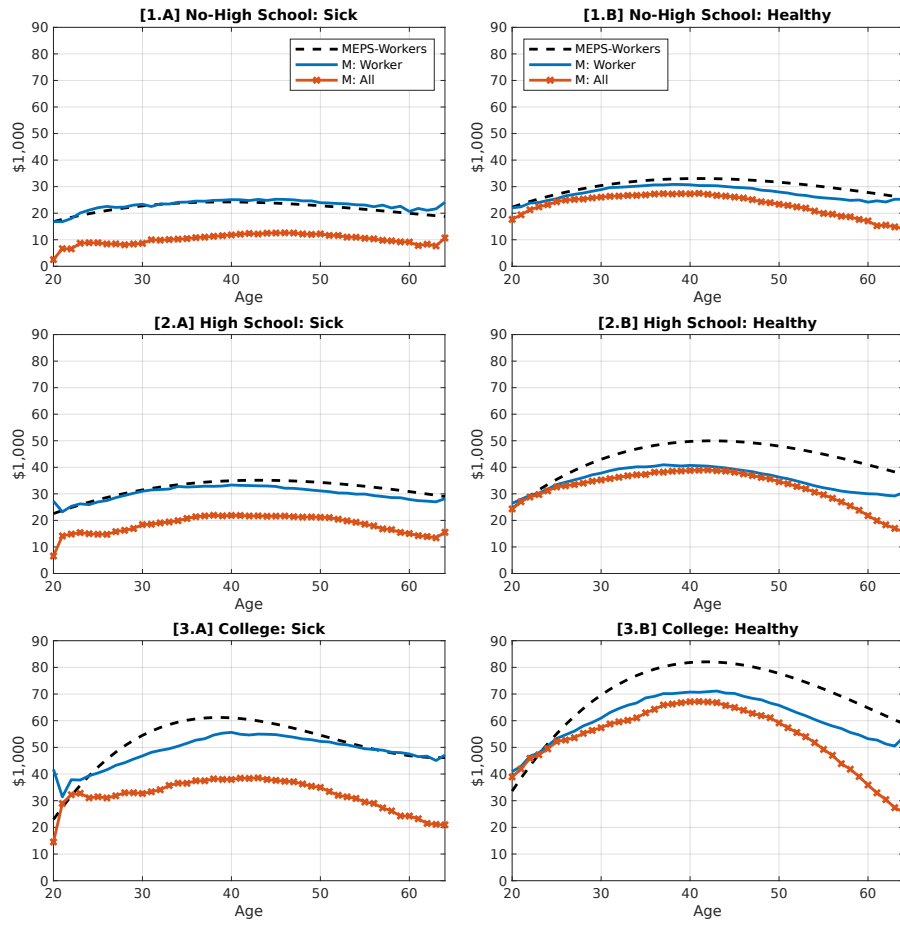 [1.A] No-High School: Sick
90
80
70
60
50
40
30
20
10
0
$1,000
MEPS-Workers
M: Worker
M: All
20 30 40 50 60
Age
[1.B] No-High School: Healthy
90
80
70
60
50
40
30
20
10
0
$1,000
MEPS-Workers
M: Worker
M: All
20 30 40 50 60
Age
[2.A] High School: Sick
90
80
70
60
50
40
30
20
10
0
$1,000
20 30 40 50 60
Age
[2.B] High School: Healthy
90
80
70
60
50
40
30
20
10
0
$1,000
20 30 40 50 60
Age
[3.A] College: Sick
90
80
70
60
50
40
30
20
10
0
$1,000
20 30 40 50 60
Age
[3.B] College: Healthy
90
80
70
60
50
40
30
20
10
0
$1,000
20 30 40 50 60
Age